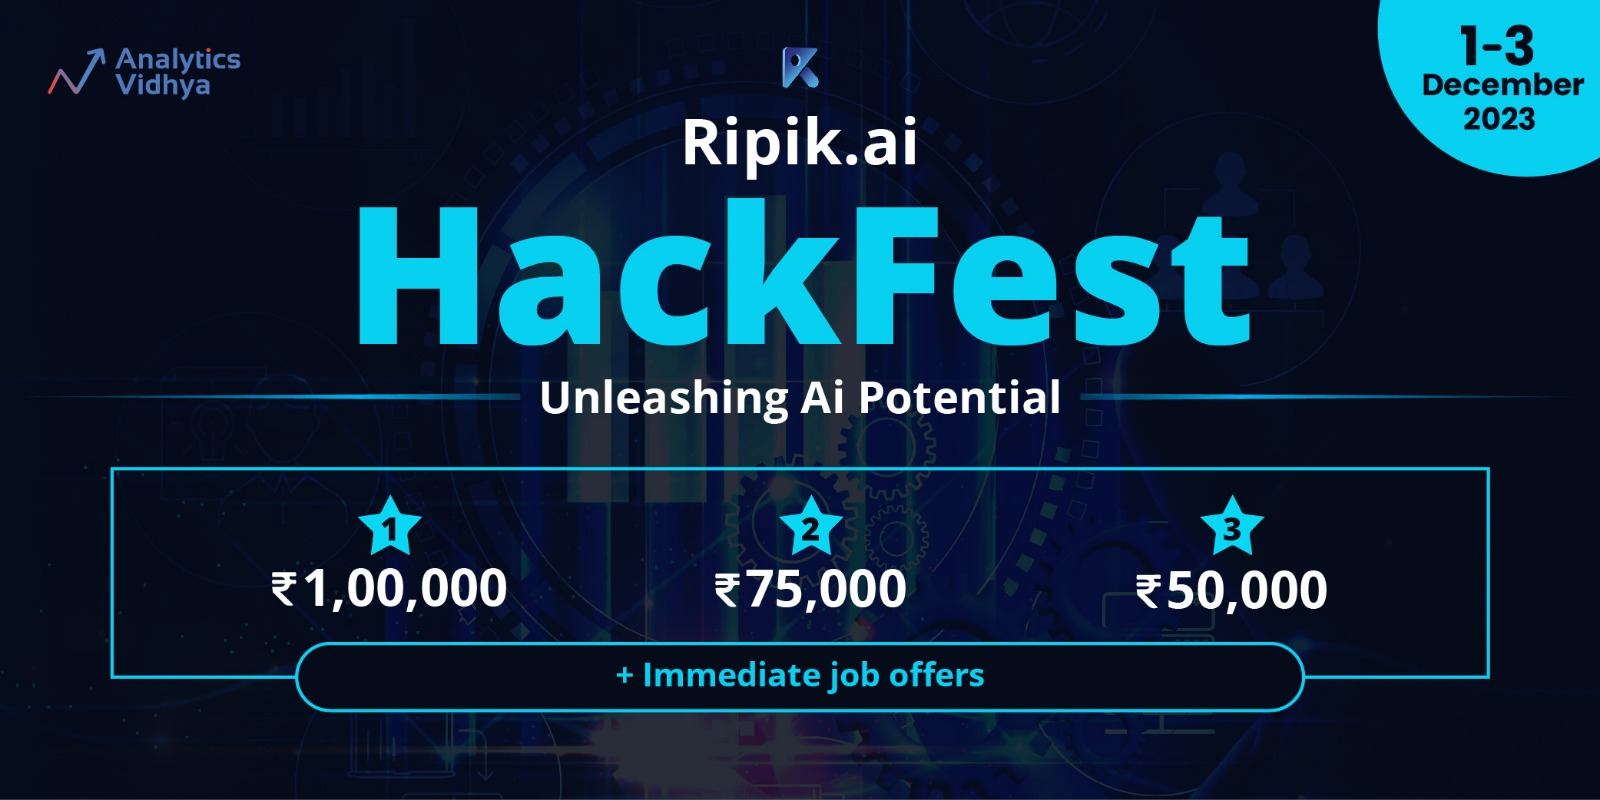 Analytics
Vidhya
1-3
December
2023
Ripik.ai
HackFest
Unleashing Ai Potential
1
2
3
₹1,00,000
₹75,000
₹50,000
+ Immediate job offers